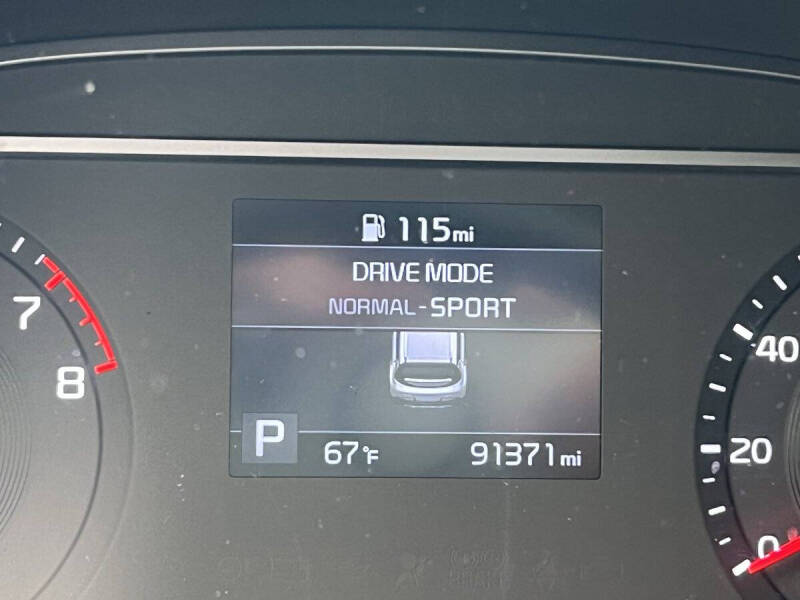 115mi
DRIVE MODE
NORMAL-SPORT
P
67°F
91371mi
7
8
40
20
0